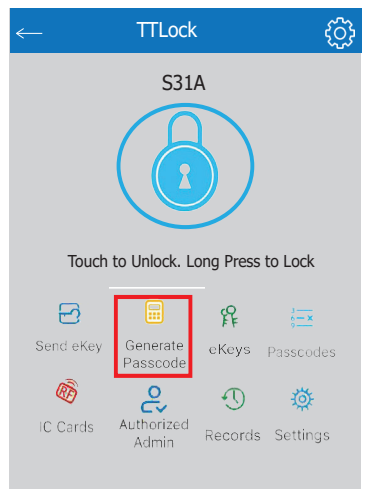 TTLock
S31A
Touch to Unlock. Long Press to Lock
Send eKey
Generate
Passcode
eKeys
Passcodes
RF
IC Cards
Authorized
Admin
Records
Settings